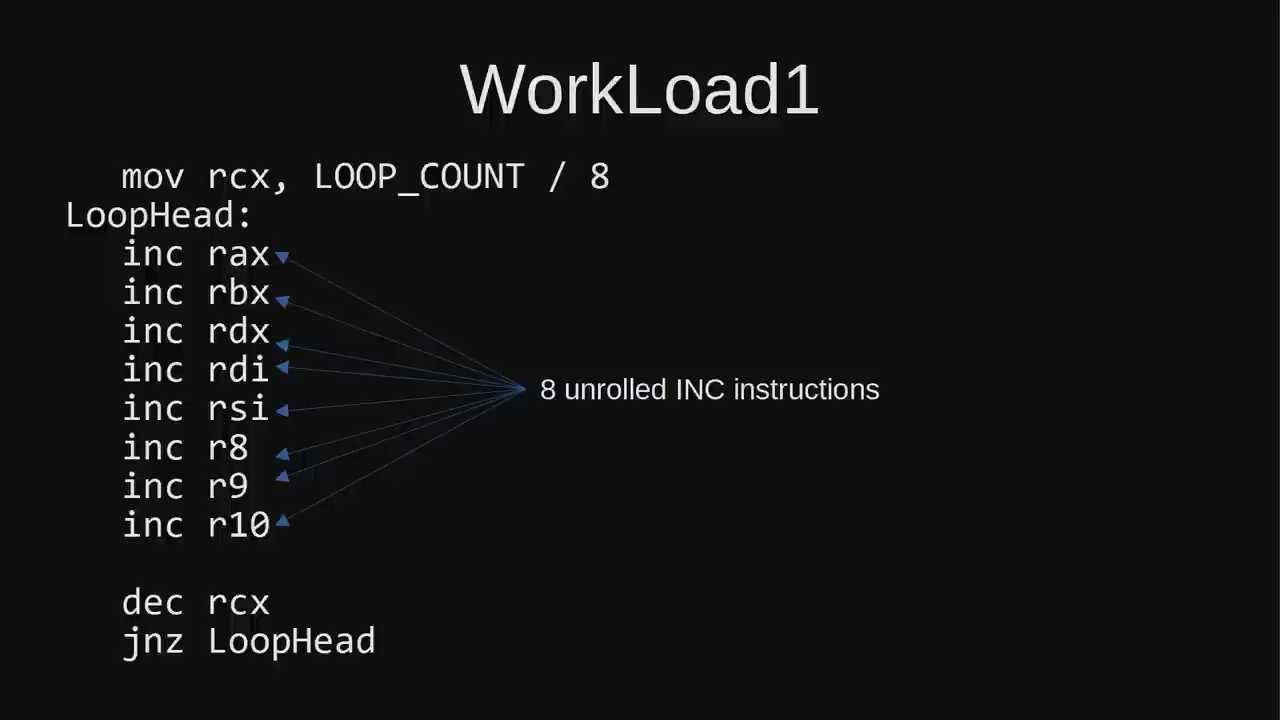 WorkLoad1
mov rcx, LOOP_COUNT / 8
LoopHead:
inc rax
inc rbx
inc rdx
inc rdi
8 unrolled INC instructions
inc rsi
inc r8
inc r9
inc r10
dec rcx
jnz LoopHead